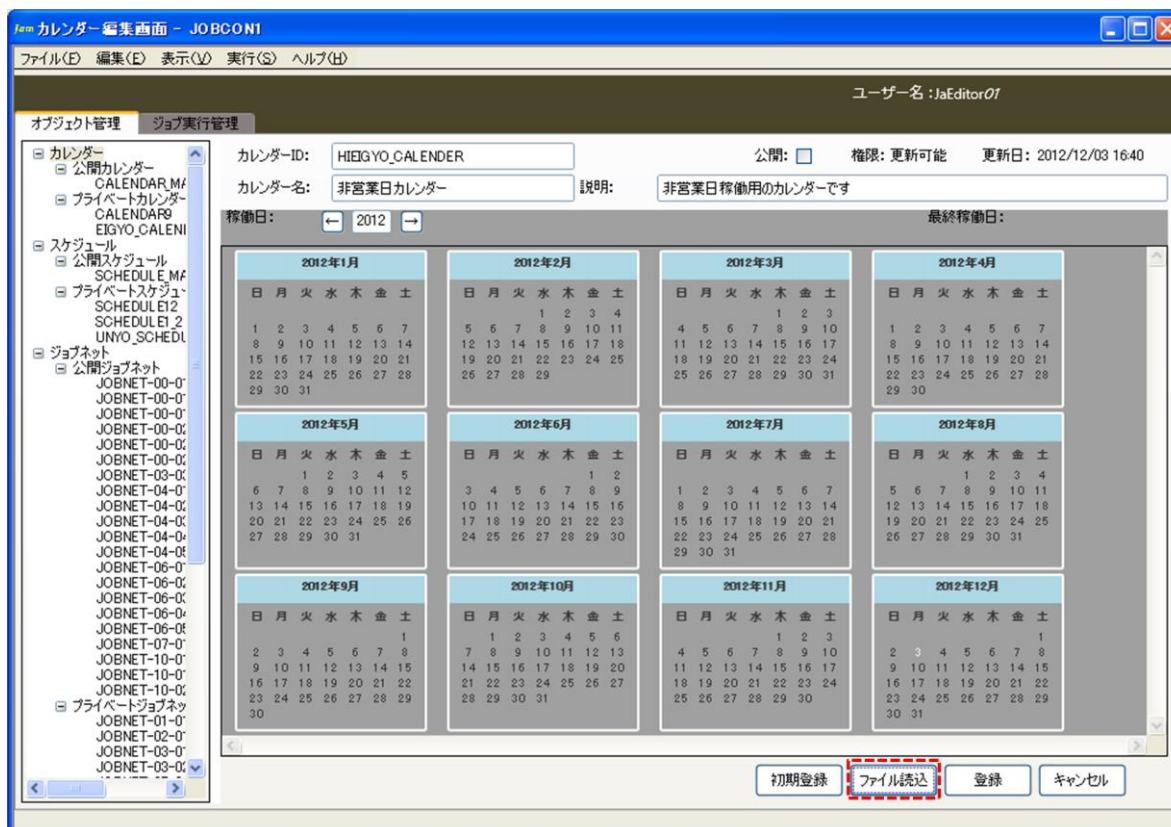 Jam カレンダー編集画面 - JOBCON1
ファイル(F) 編集(E) 表示(V) 実行(S) ヘルプ(H)
ユーザー名 :JaEditor01
オブジェクト管理 ジョブ実行管理
カレンダー
公開カレンダー
CALENDAR_MA
プライベートカレンダー
CALENDAR9
EIGYO_CALENI
スケジュール
公開スケジュール
SCHEDULE_MA
プライベートスケジュ
SCHEDULE12
SCHEDULE1_2
UNYO_SCHEDL
ジョブネット
公開ジョブネット
JOBNET-00-0
JOBNET-00-0
JOBNET-00-0
JOBNET-00-0
JOBNET-00-0
JOBNET-00-0
JOBNET-03-0
JOBNET-04-0
JOBNET-04-0
JOBNET-04-0
JOBNET-04-0
JOBNET-04-0
JOBNET-06-0
JOBNET-06-0
JOBNET-06-0
JOBNET-06-0
JOBNET-06-0
JOBNET-07-0
JOBNET-10-0
JOBNET-10-0
JOBNET-10-0
プライベートジョブネッ
JOBNET-01-0
JOBNET-02-0
JOBNET-03-0
JOBNET-03-0
カレンダーID: HIEIGYO_CALENDER 公開: 権限: 更新可能 更新日: 2012/12/03 16:40
カレンダー名: 非営業日カレンダー 説明: 非営業日稼働用のカレンダーです
稼働日: ← 2012 → 最終稼働日:
2012年1月 2012年2月 2012年3月 2012年4月
日 月 火 水 木 金 土 日 月 火 水 木 金 土 日 月 火 水 木 金 土 日 月 火 水 木 金 土
1 2 3 4 1 2 3
1 2 3 4 5 6 7 5 6 7 8 9 10 11 4 5 6 7 8 9 10 1 2 3 4 5 6 7
8 9 10 11 12 13 14 12 13 14 15 16 17 18 11 12 13 14 15 16 17 8 9 10 11 12 13 14
15 16 17 18 19 20 21 19 20 21 22 23 24 25 18 19 20 21 22 23 24 15 16 17 18 19 20 21
22 23 24 25 26 27 28 26 27 28 29 25 26 27 28 29 30 31 22 23 24 25 26 27 28
29 30 31 29 30
2012年5月 2012年6月 2012年7月 2012年8月
日 月 火 水 木 金 土 日 月 火 水 木 金 土 日 月 火 水 木 金 土 日 月 火 水 木 金 土
1 2 3 4 5 1 2 1 2 3 4
6 7 8 9 10 11 12 3 4 5 6 7 8 9 1 2 3 4 5 6 7 5 6 7 8 9 10 11
13 14 15 16 17 18 19 10 11 12 13 14 15 16 8 9 10 11 12 13 14 12 13 14 15 16 17 18
20 21 22 23 24 25 26 17 18 19 20 21 22 23 15 16 17 18 19 20 21 19 20 21 22 23 24 25
27 28 29 30 31 24 25 26 27 28 29 30 22 23 24 25 26 27 28 26 27 28 29 30 31
29 30 31
2012年9月 2012年10月 2012年11月 2012年12月
日 月 火 水 木 金 土 日 月 火 水 木 金 土 日 月 火 水 木 金 土 日 月 火 水 木 金 土
1 1 2 3 4 5 6 1 2 3 1
2 3 4 5 6 7 8 7 8 9 10 11 12 13 4 5 6 7 8 9 10 2 3 4 5 6 7 8
9 10 11 12 13 14 15 14 15 16 17 18 19 20 11 12 13 14 15 16 17 9 10 11 12 13 14 15
16 17 18 19 20 21 22 21 22 23 24 25 26 27 18 19 20 21 22 23 24 16 17 18 19 20 21 22
23 24 25 26 27 28 29 28 29 30 31 25 26 27 28 29 30 23 24 25 26 27 28 29
30 30 31
初期登録 ファイル読込 登録 キャンセル